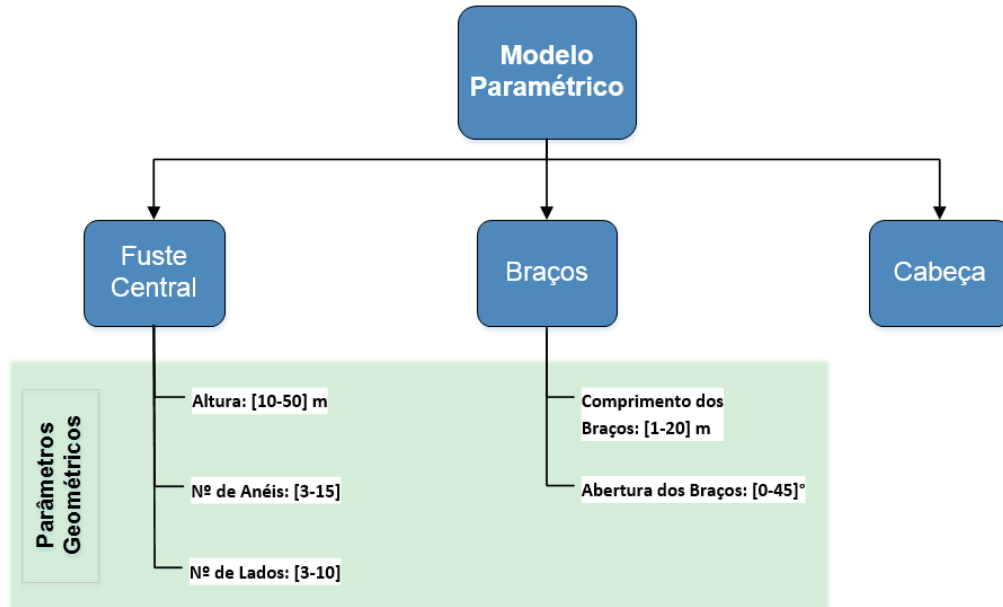 Modelo
Paramétrico
Fuste
Central
Braços
Cabeça
Parâmetros
Geométricos
Altura: [10-50] m
Nº de Anéis: [3-15]
Nº de Lados: [3-10]
Comprimento dos
Braços: [1-20] m
Abertura dos Braços: [0-45]°